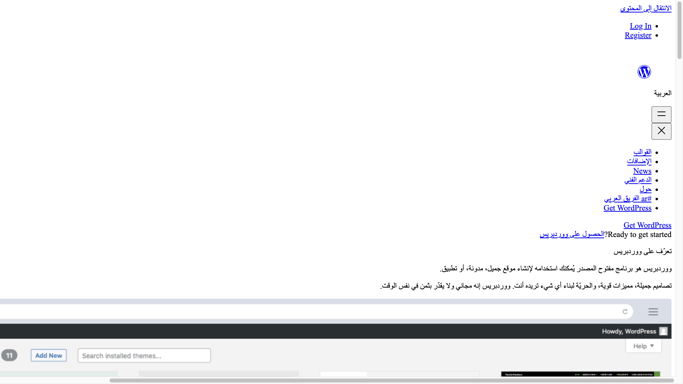 الانتقال إلى المحتوى
Log In
Register
العربية
القوالب
الإضافات
News
الدعم الفني
حول
#ar الفريق العربي
Get WordPress
Get WordPress
Ready to get started?الحصول على ووردبريس
تعرّف على ووردبريس
ووردبريس هو برنامج مفتوح المصدر يُمكنك استخدامه لإنشاء موقع جميل، مدونة، أو تطبيق.
تصاميم جميلة، مميزات قوية، والحريّة لبناء أي شيء تريده أنت. ووردبريس إنه مجاني ولا يقدّر بثمن في نفس الوقت.
Howdy, WordPress
Help
11 Add New Search installed themes...